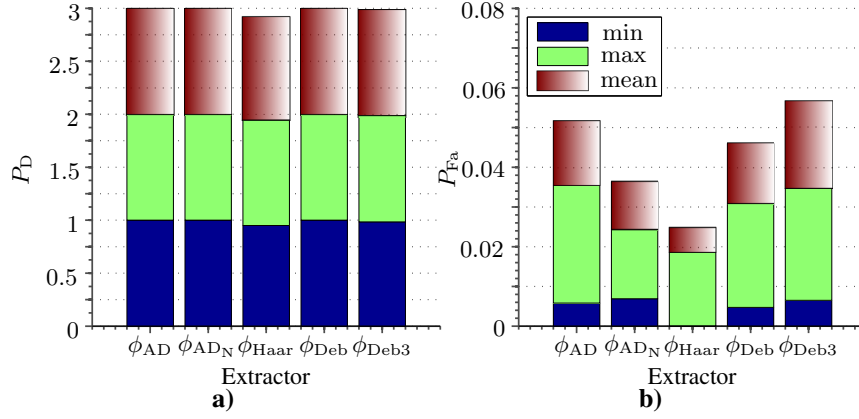 3
2.5
2
1.5
1
0.5
0
P_D
ϕ_AD ϕ_AD_N ϕ_Haar ϕ_Deb ϕ_Deb3
Extractor
a)
0.08
0.06
0.04
0.02
0
P_Fa
min
max
mean
ϕ_AD ϕ_AD_N ϕ_Haar ϕ_Deb ϕ_Deb3
Extractor
b)